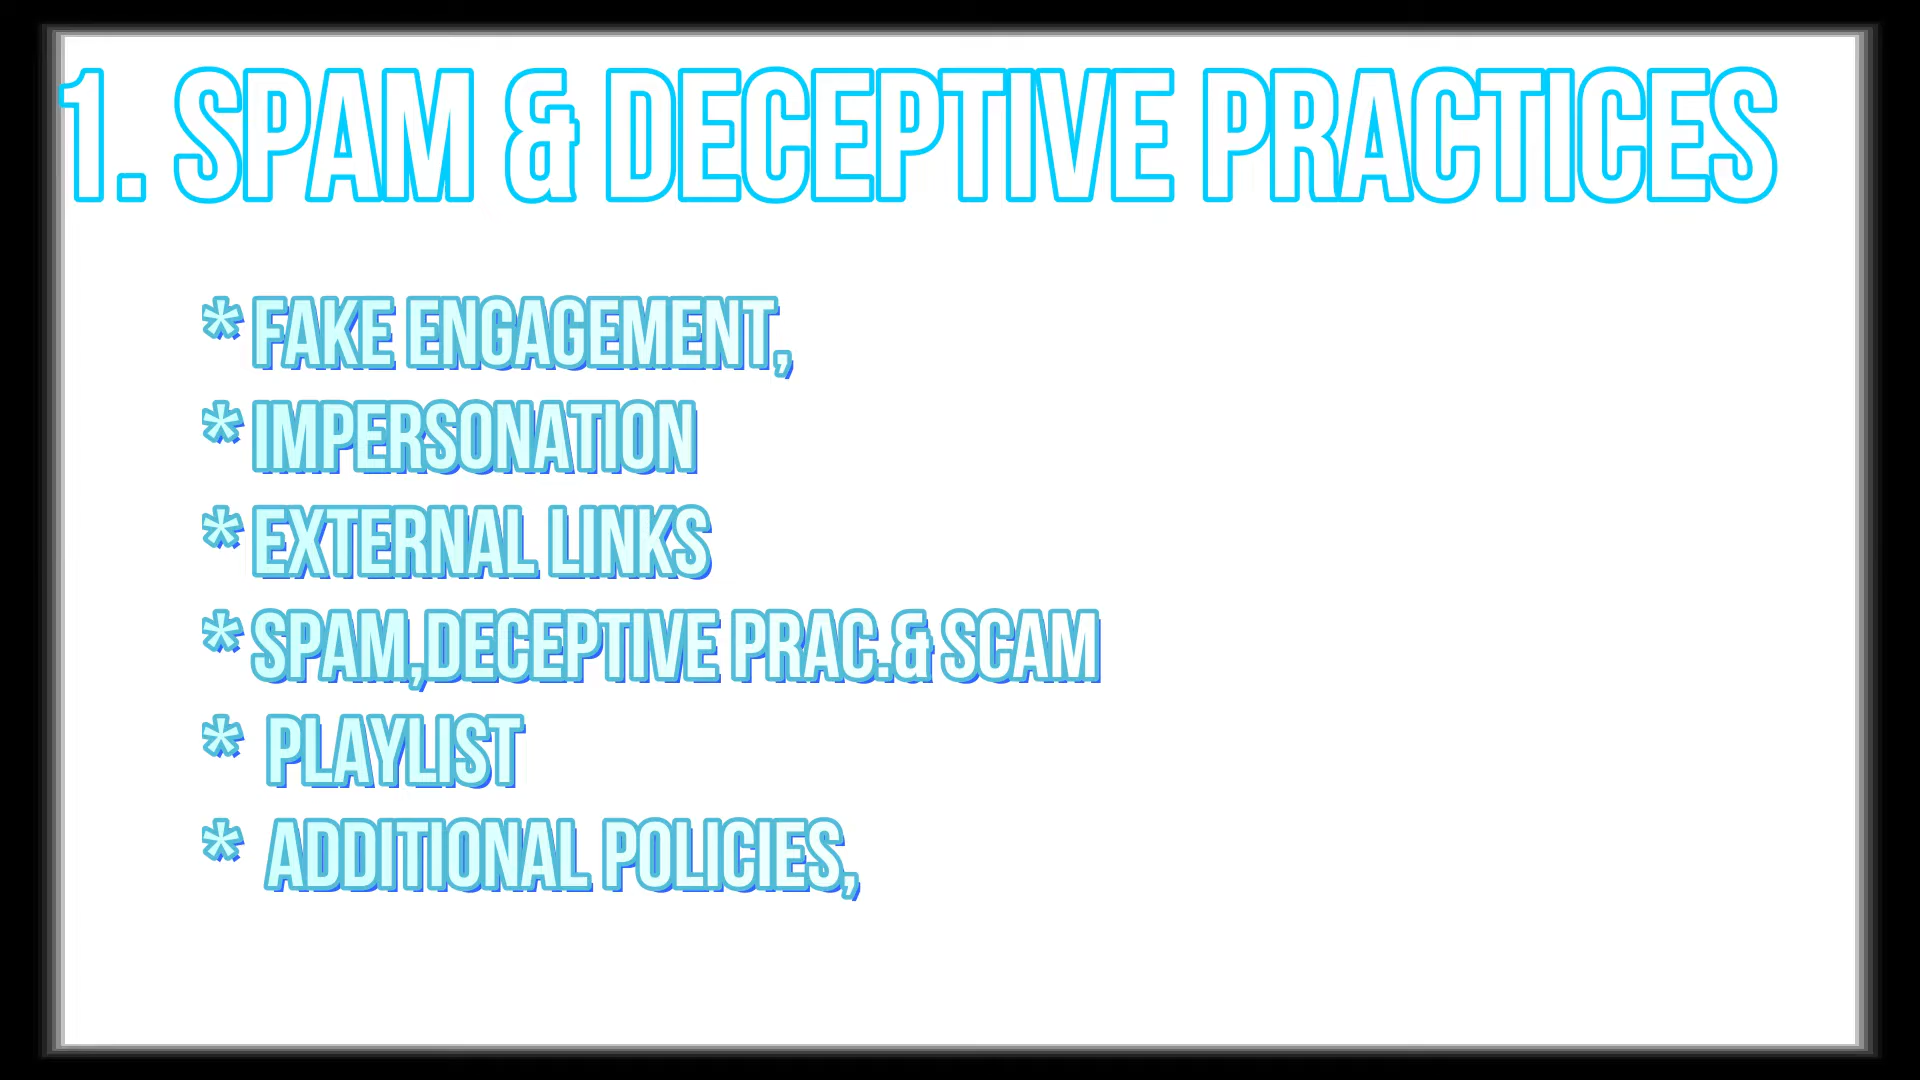 1. SPAM & DECEPTIVE PRACTICES
* FAKE ENGAGEMENT,
* IMPERSONATION
* EXTERNAL LINKS
* SPAM,DECEPTIVE PRAC.& SCAM
* PLAYLIST
* ADDITIONAL POLICIES,